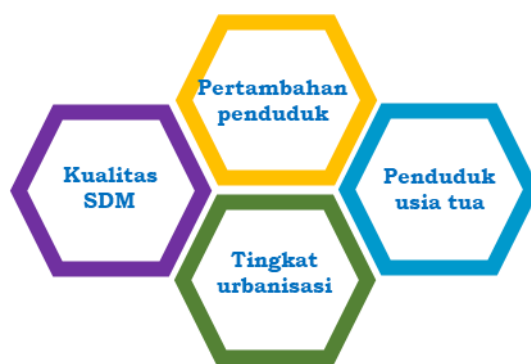 Pertambahan
penduduk
Kualitas
SDM
Penduduk
usia tua
Tingkat
urbanisasi